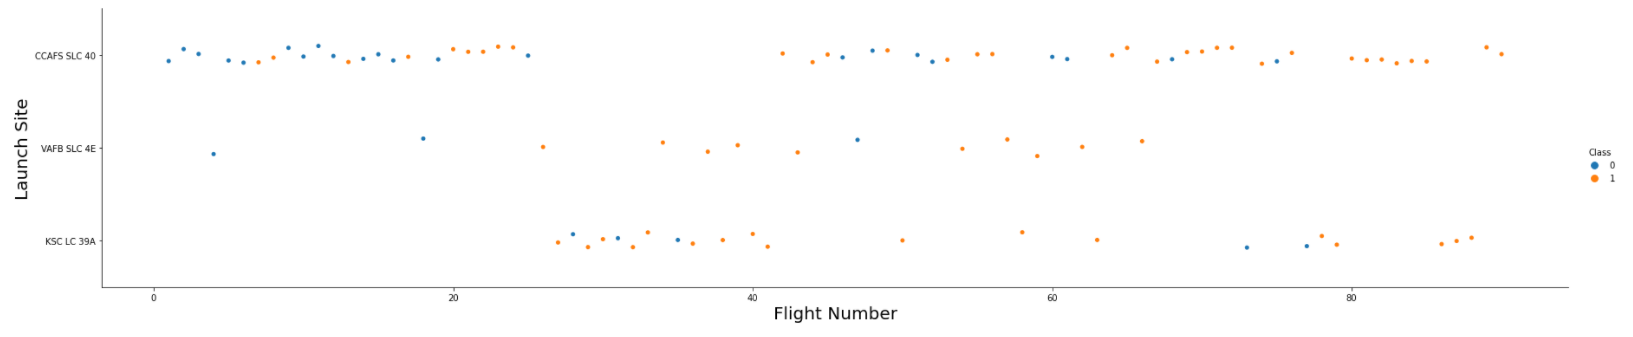 Launch Site
CCAFS SLC 40
VAFB SLC 4E
KSC LC 39A
0 20 40 60 80
Flight Number
Class
0
1